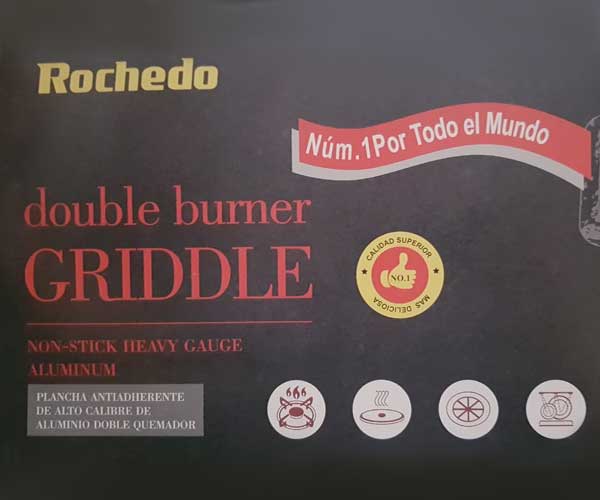 Rochedo
Núm.1Por Todo el Mundo
double burner
GRIDDLE
CALIDAD SUPERIOR
NO.1
MAS DELICIOSA
NON-STICK HEAVY GAUGE
ALUMINUM
PLANCHA ANTIADHERENTE
DE ALTO CALIBRE DE
ALUMINIO DOBLE QUEMADOR